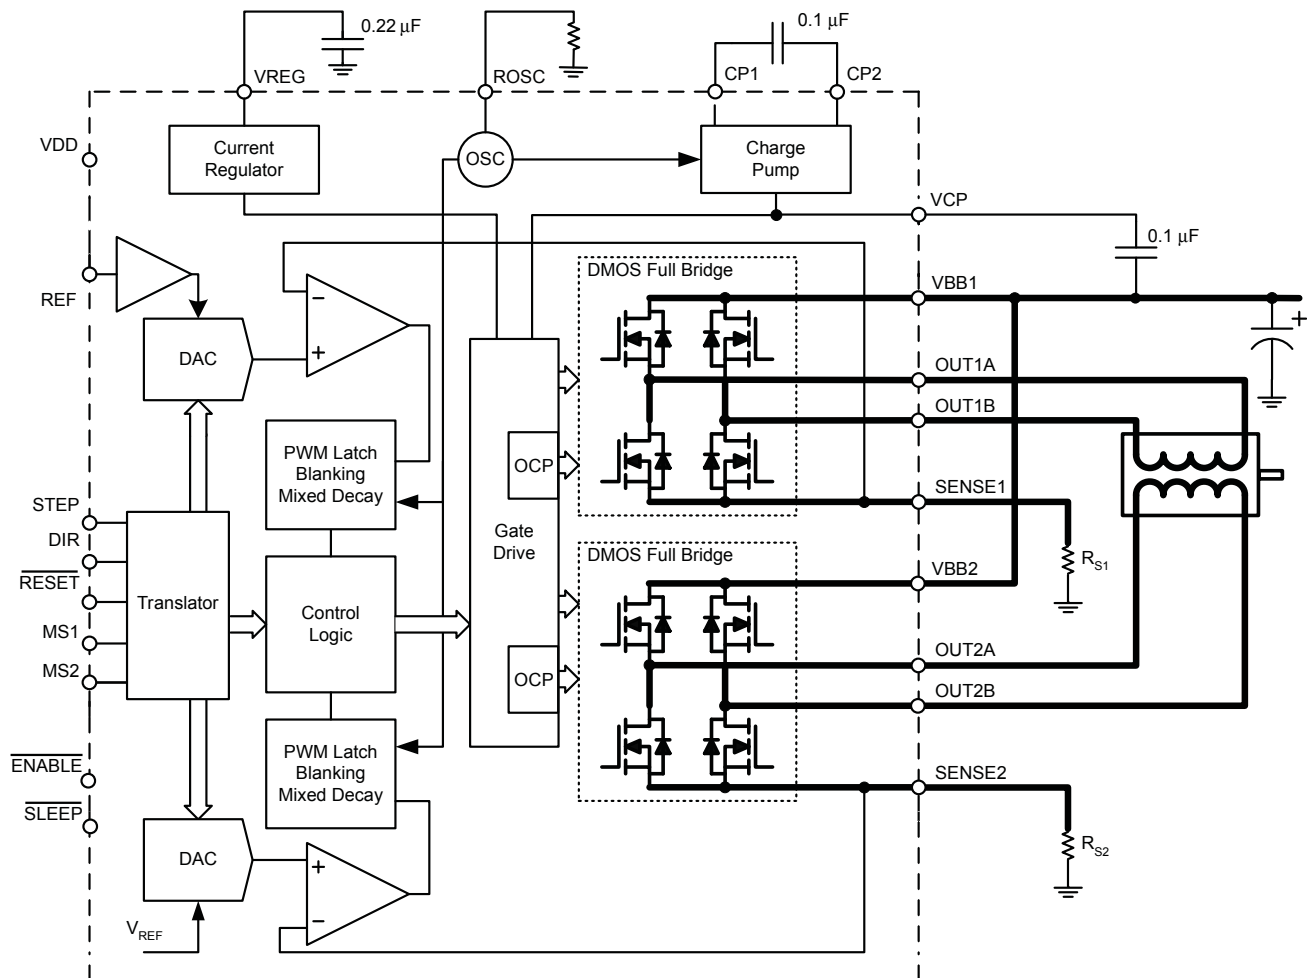 0.22 µF
0.1 µF
VREG
ROSC
CP1
CP2
VDD
Current
Regulator
OSC
Charge
Pump
VCP
0.1 µF
REF
DMOS Full Bridge
VBB1
+
DAC
−
+
OUT1A
OUT1B
PWM Latch
Blanking
Mixed Decay
OCP
SENSE1
STEP
DIR
RESET
MS1
MS2
Translator
Control
Logic
Gate
Drive
DMOS Full Bridge
RS1
VBB2
OUT2A
OCP
OUT2B
PWM Latch
Blanking
Mixed Decay
ENABLE
SLEEP
SENSE2
DAC
+
−
RS2
VREF